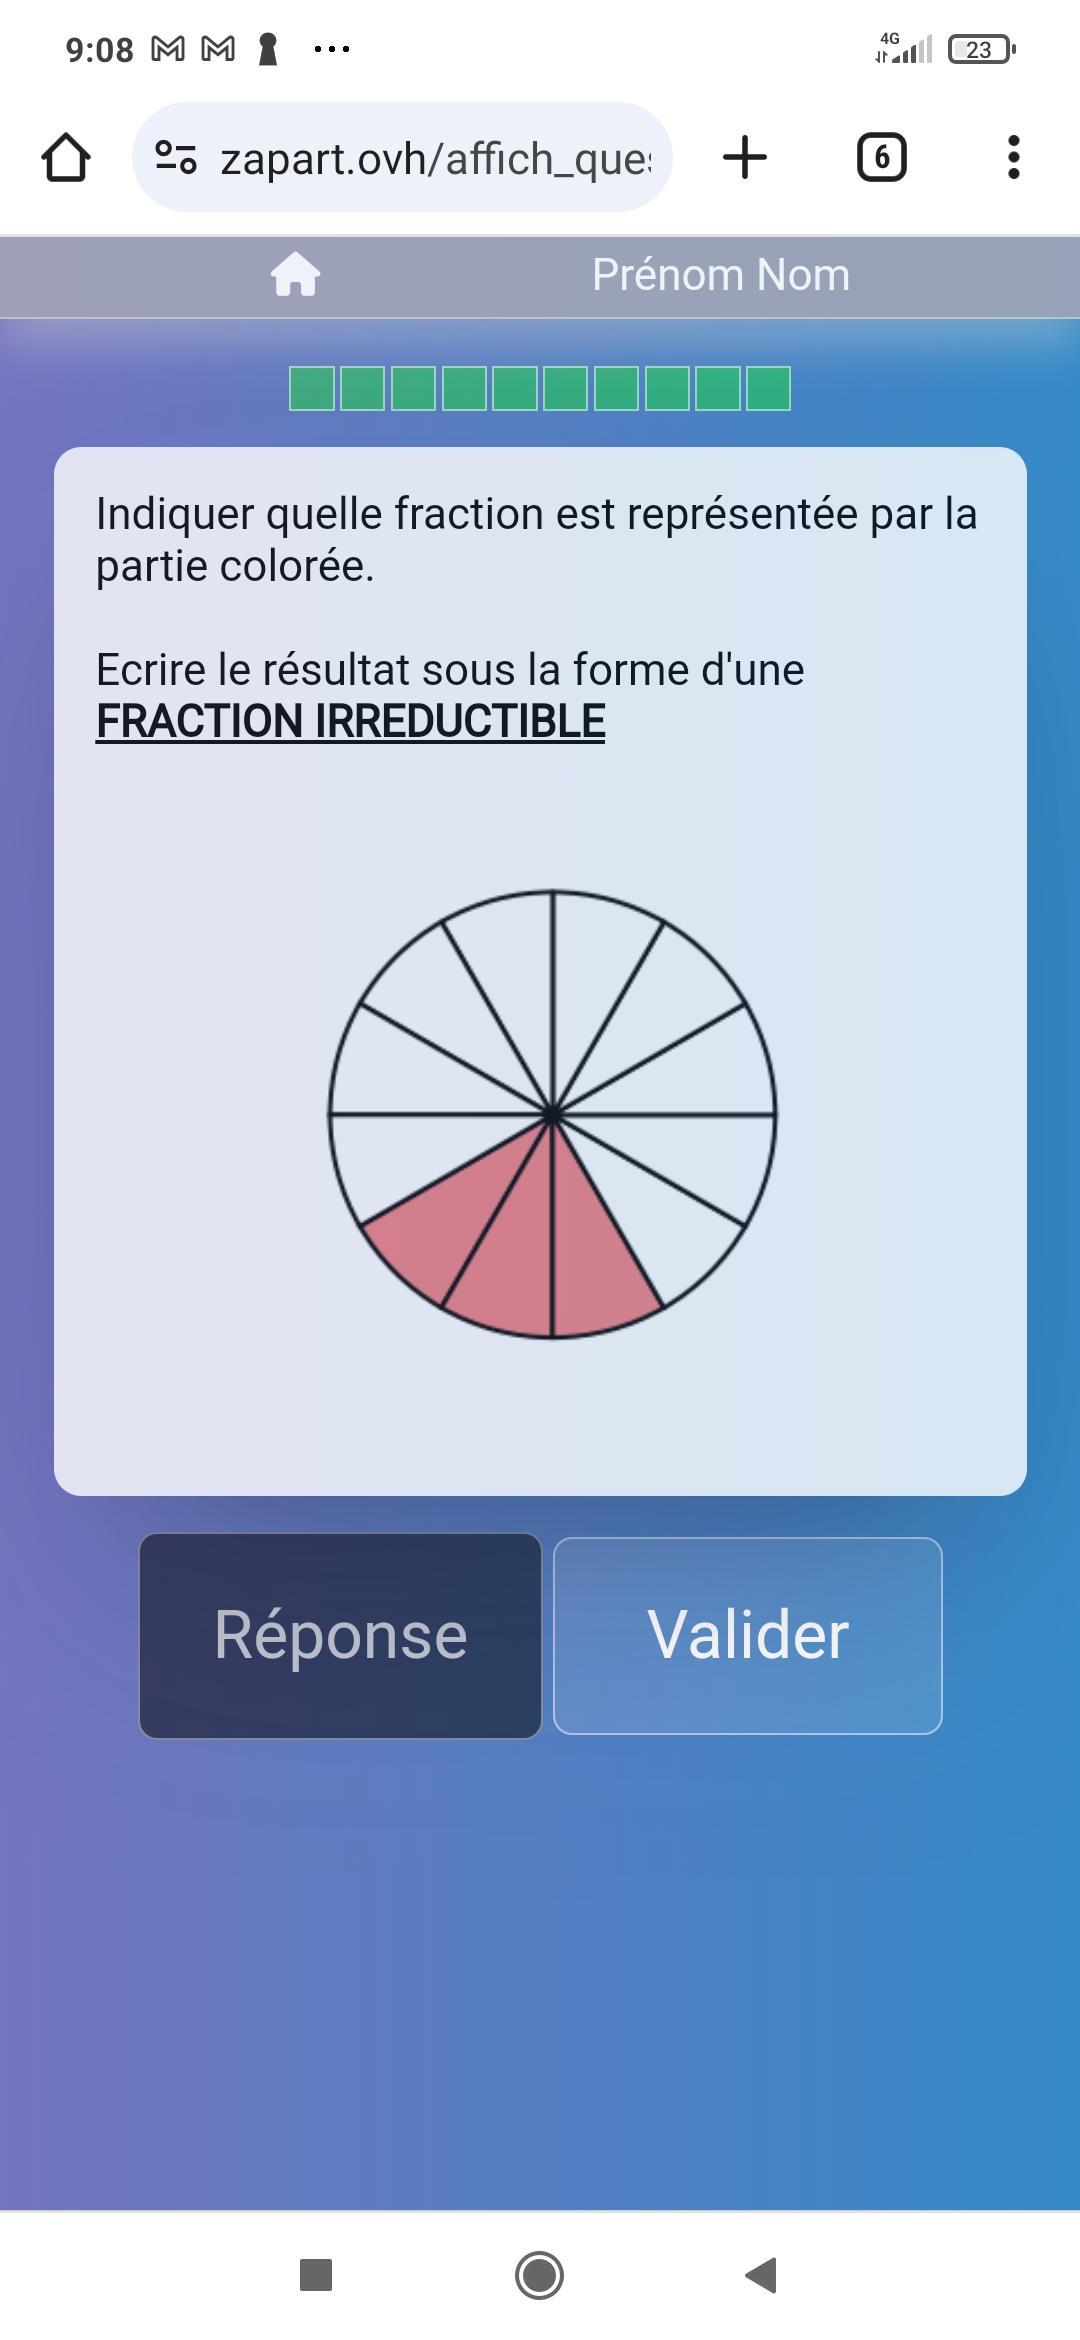 9:08
4G
23
zapart.ovh/affich_ques
6
Prénom Nom
Indiquer quelle fraction est représentée par la
partie colorée.
Ecrire le résultat sous la forme d'une
FRACTION IRREDUCTIBLE
Réponse
Valider